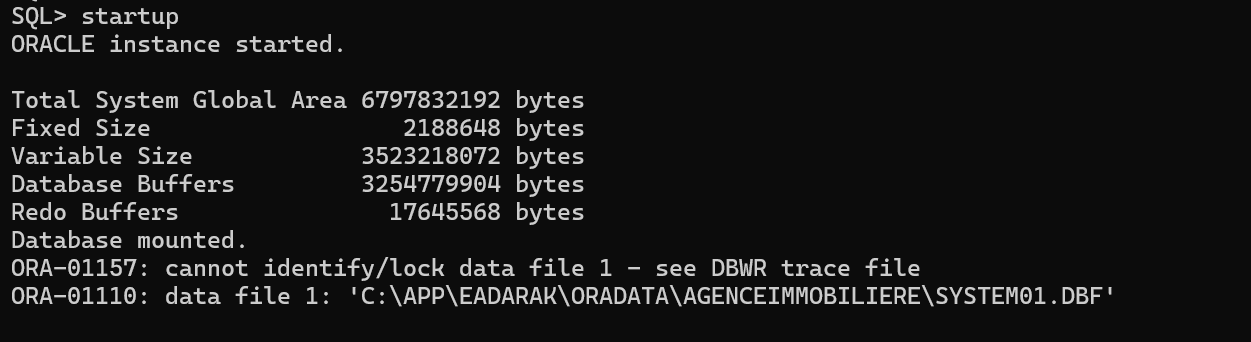 SQL> startup
ORACLE instance started.
Total System Global Area 6797832192 bytes
Fixed Size 2188648 bytes
Variable Size 3523218072 bytes
Database Buffers 3254779904 bytes
Redo Buffers 17645568 bytes
Database mounted.
ORA-01157: cannot identify/lock data file 1 - see DBWR trace file
ORA-01110: data file 1: 'C:\APP\EADARAK\ORADATA\AGENCEIMMOBILIERE\SYSTEM01.DBF'